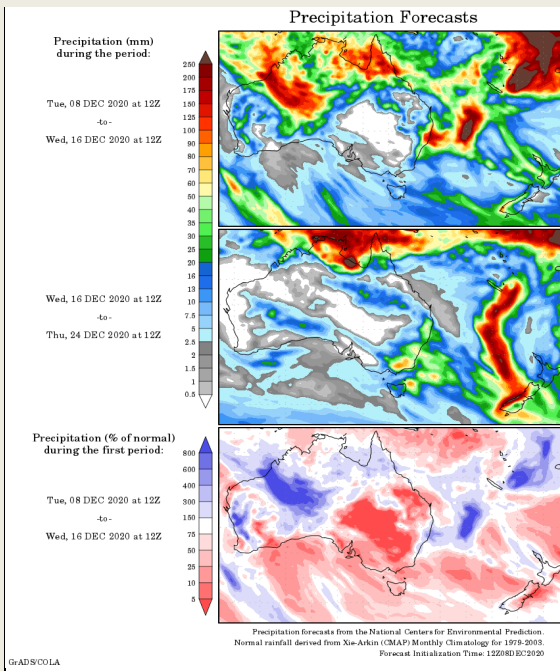 Precipitation Forecasts
Precipitation (mm)
during the period:
Tue, 08 DEC 2020 at 12Z
-to-
Wed, 16 DEC 2020 at 12Z
250
200
175
150
125
100
90
80
70
60
50
40
35
30
25
20
16
13
10
7.5
5
2.5
2
1.5
1
0.5
Wed, 16 DEC 2020 at 12Z
-to-
Thu, 24 DEC 2020 at 12Z
Precipitation (% of normal)
during the first period:
800
600
400
300
150
75
50
25
10
5
Tue, 08 DEC 2020 at 12Z
-to-
Wed, 16 DEC 2020 at 12Z
Precipitation forecasts from the National Centers for Environmental Prediction.
Normal rainfall derived from Xie-Arkin (CMAP) Monthly Climatology for 1979-2003.
Forecast Initialization Time: 12Z08DEC2020
GrADS/COLA